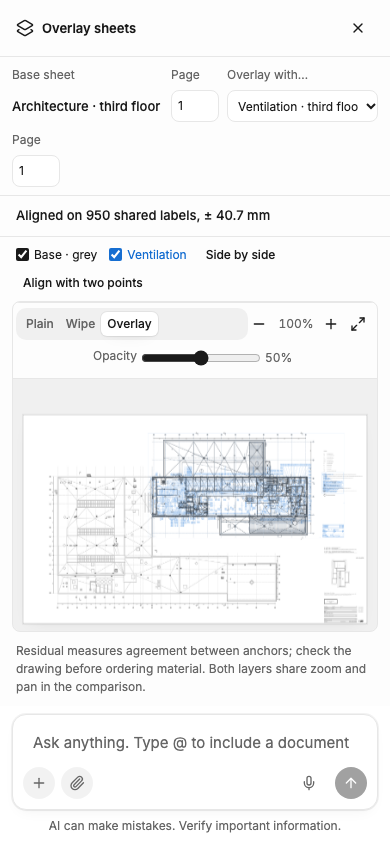 Overlay sheets
Base sheet
Page
Overlay with...
Architecture · third floor
1
Ventilation · third floo
Page
1
Aligned on 950 shared labels, ± 40.7 mm
Base · grey
Ventilation
Side by side
Align with two points
Plain
Wipe
Overlay
100%
Opacity
50%
Residual measures agreement between anchors; check the
drawing before ordering material. Both layers share zoom and
pan in the comparison.
Ask anything. Type @ to include a document
AI can make mistakes. Verify important information.